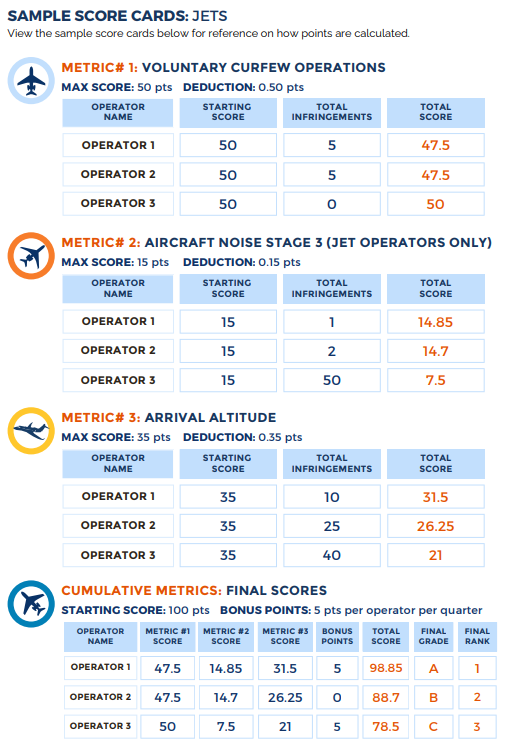 SAMPLE SCORE CARDS: JETS
View the sample score cards below for reference on how points are calculated.
METRIC# 1: VOLUNTARY CURFEW OPERATIONS
MAX SCORE: 50 pts DEDUCTION: 0.50 pts
OPERATOR NAME STARTING SCORE TOTAL INFRINGEMENTS TOTAL SCORE
OPERATOR 1 50 5 47.5
OPERATOR 2 50 5 47.5
OPERATOR 3 50 0 50
METRIC# 2: AIRCRAFT NOISE STAGE 3 (JET OPERATORS ONLY)
MAX SCORE: 15 pts DEDUCTION: 0.15 pts
OPERATOR NAME STARTING SCORE TOTAL INFRINGEMENTS TOTAL SCORE
OPERATOR 1 15 1 14.85
OPERATOR 2 15 2 14.7
OPERATOR 3 15 50 7.5
METRIC# 3: ARRIVAL ALTITUDE
MAX SCORE: 35 pts DEDUCTION: 0.35 pts
OPERATOR NAME STARTING SCORE TOTAL INFRINGEMENTS TOTAL SCORE
OPERATOR 1 35 10 31.5
OPERATOR 2 35 25 26.25
OPERATOR 3 35 40 21
CUMULATIVE METRICS: FINAL SCORES
STARTING SCORE: 100 pts BONUS POINTS: 5 pts per operator per quarter
OPERATOR NAME METRIC #1 SCORE METRIC #2 SCORE METRIC #3 SCORE BONUS POINTS TOTAL SCORE FINAL GRADE FINAL RANK
OPERATOR 1 47.5 14.85 31.5 5 98.85 A 1
OPERATOR 2 47.5 14.7 26.25 0 88.7 B 2
OPERATOR 3 50 7.5 21 5 78.5 C 3